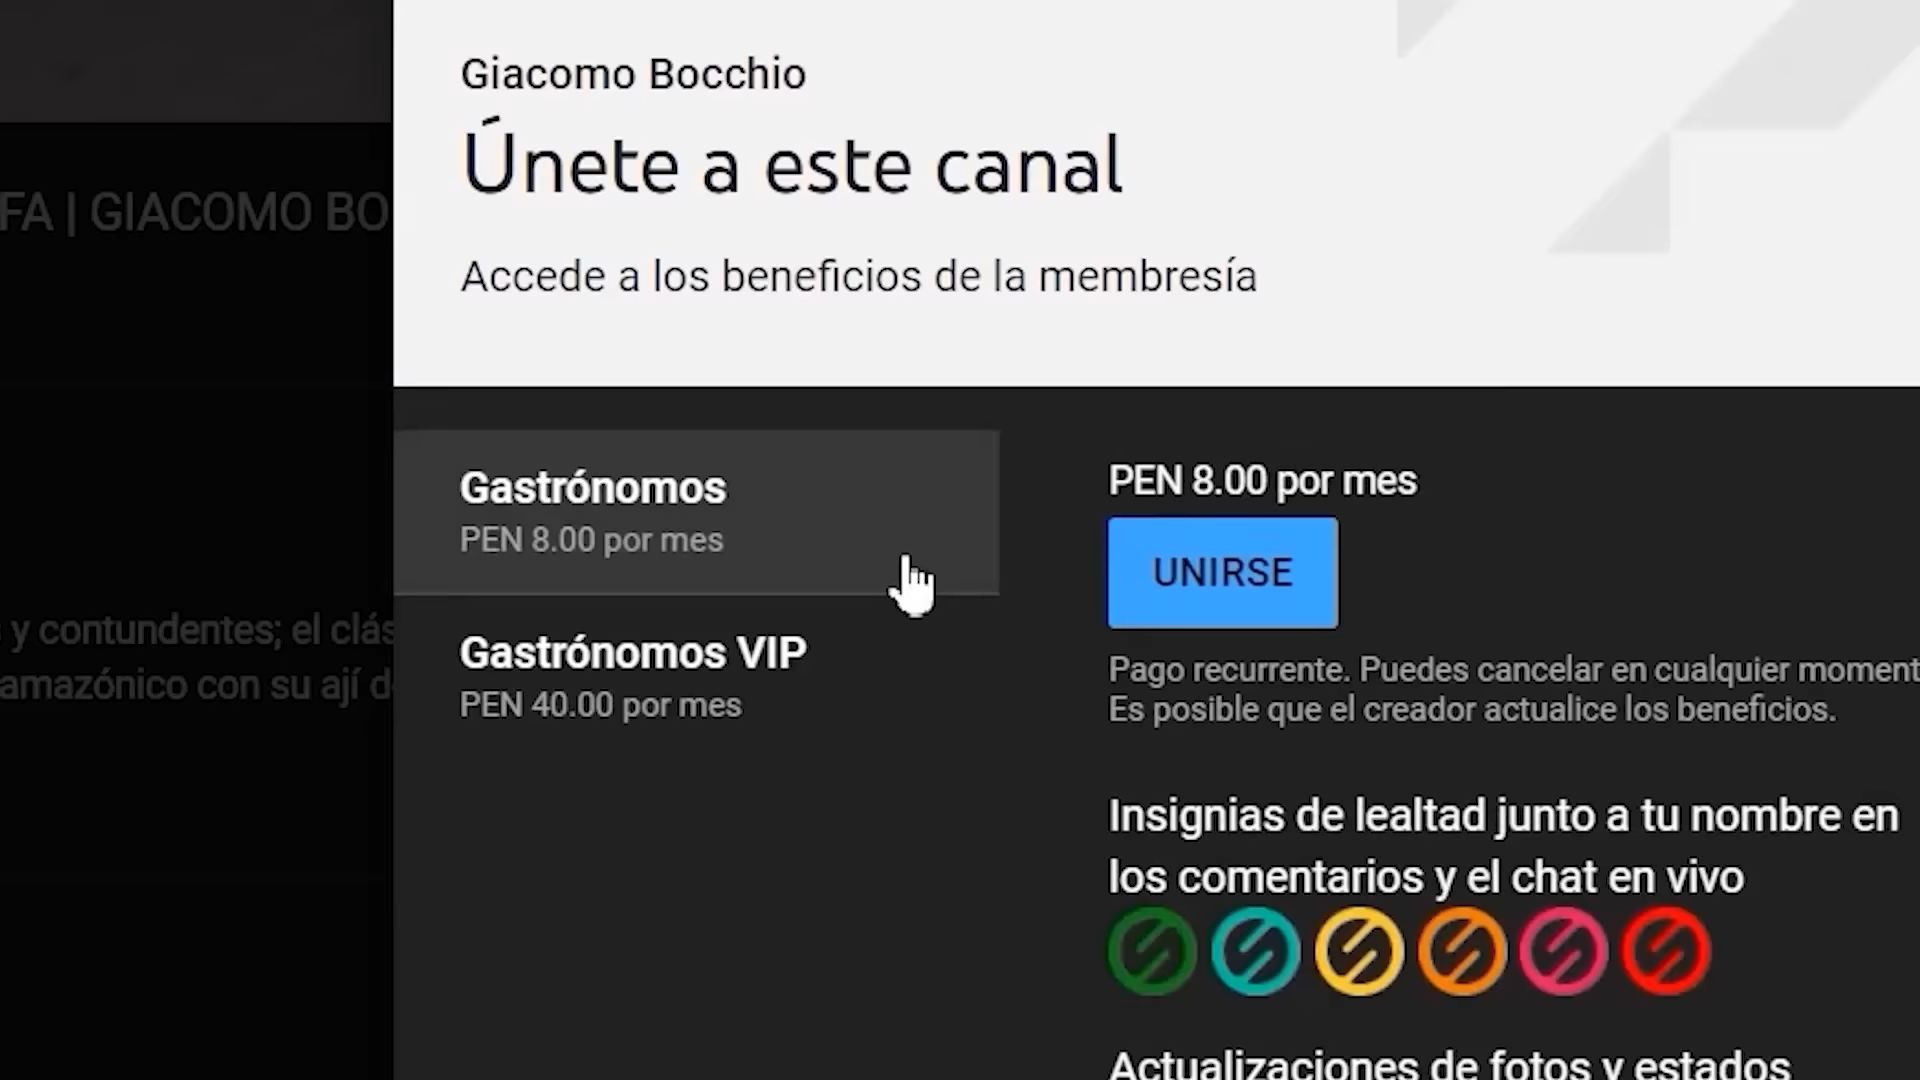 Giacomo Bocchio
Únete a este canal
Accede a los beneficios de la membresía
FA | GIACOMO BO
y contundentes; el clás
amazónico con su ají d
Gastrónomos
PEN 8.00 por mes
Gastrónomos VIP
PEN 40.00 por mes
PEN 8.00 por mes
UNIRSE
Pago recurrente. Puedes cancelar en cualquier moment
Es posible que el creador actualice los beneficios.
Insignias de lealtad junto a tu nombre en
los comentarios y el chat en vivo
Actualizaciones de fotos y estados